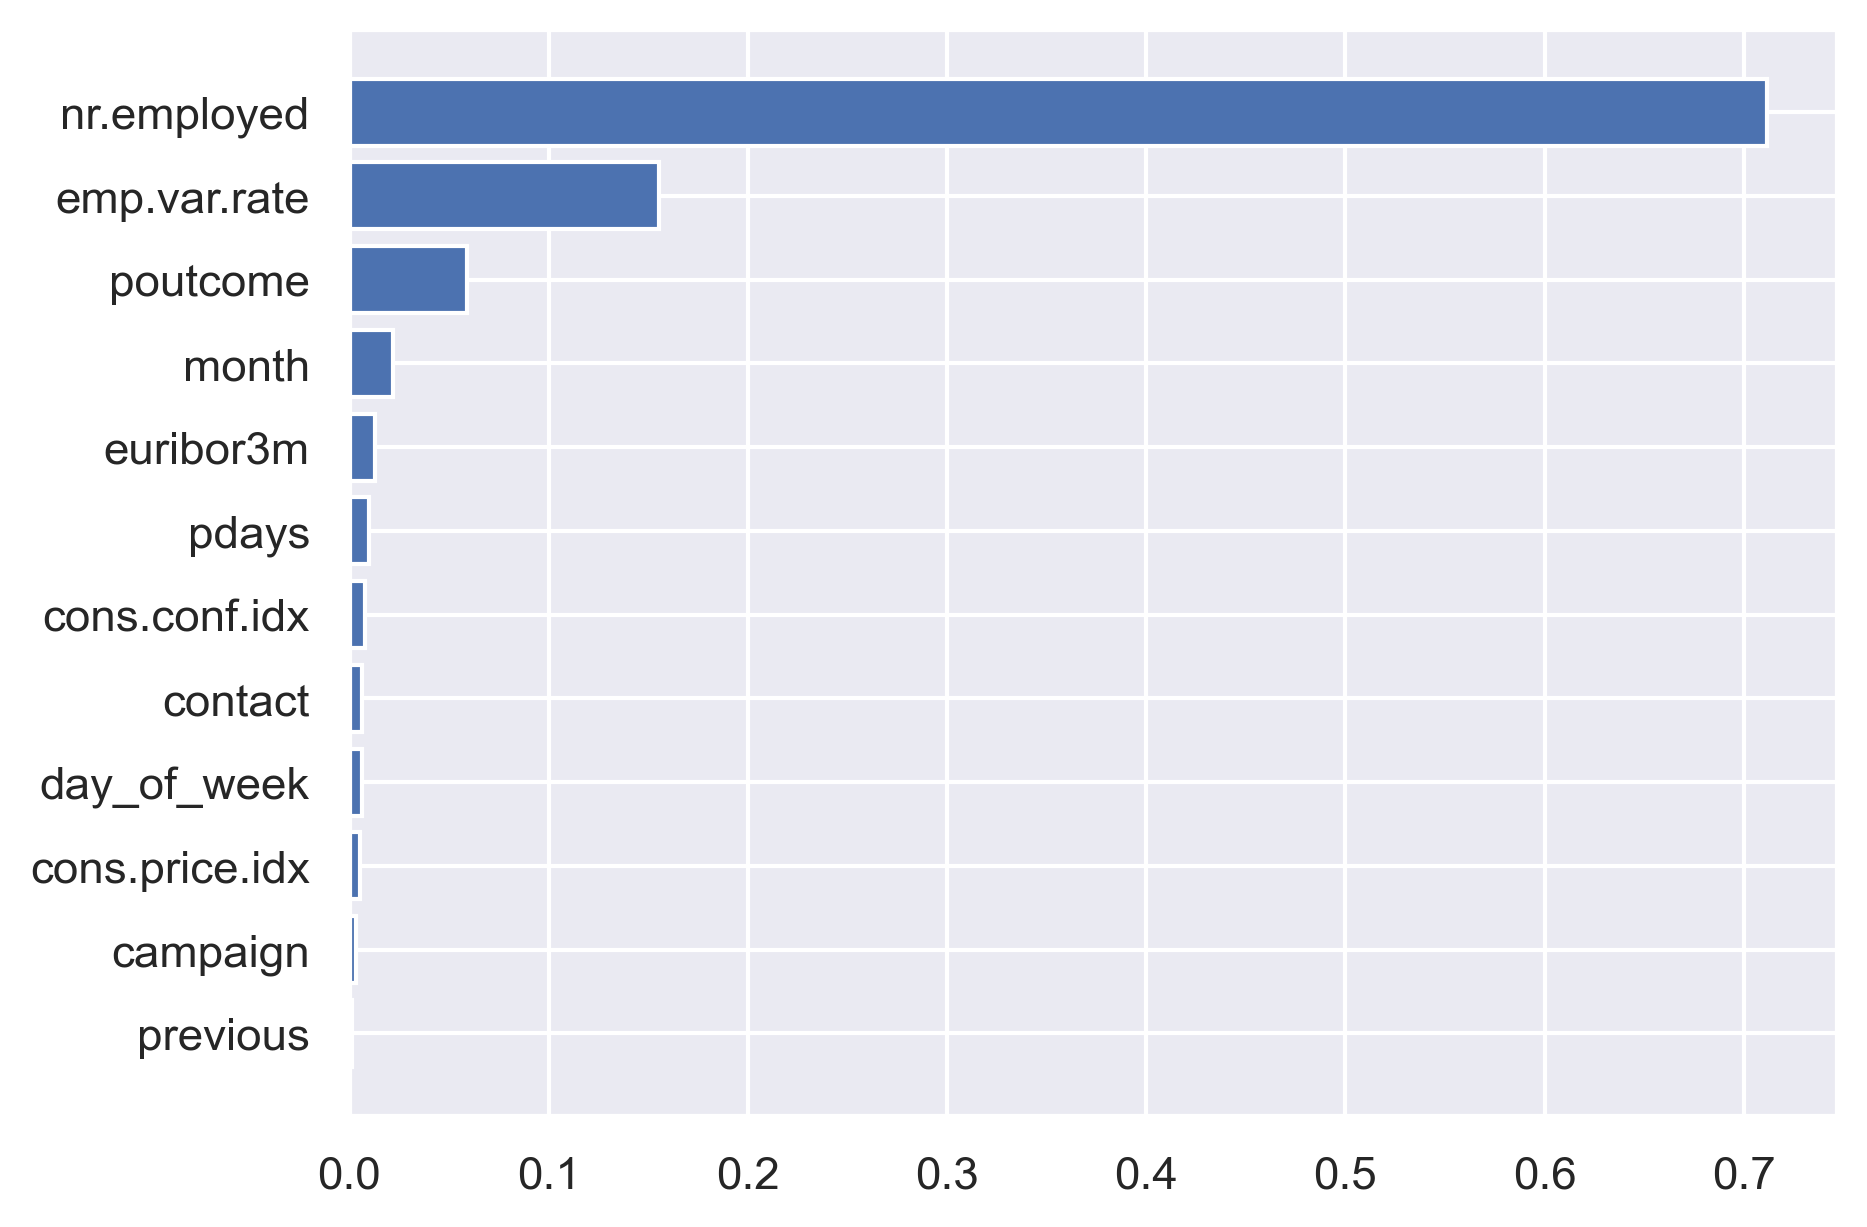 nr.employed
emp.var.rate
poutcome
month
euribor3m
pdays
cons.conf.idx
contact
day_of_week
cons.price.idx
campaign
previous
0.0 0.1 0.2 0.3 0.4 0.5 0.6 0.7